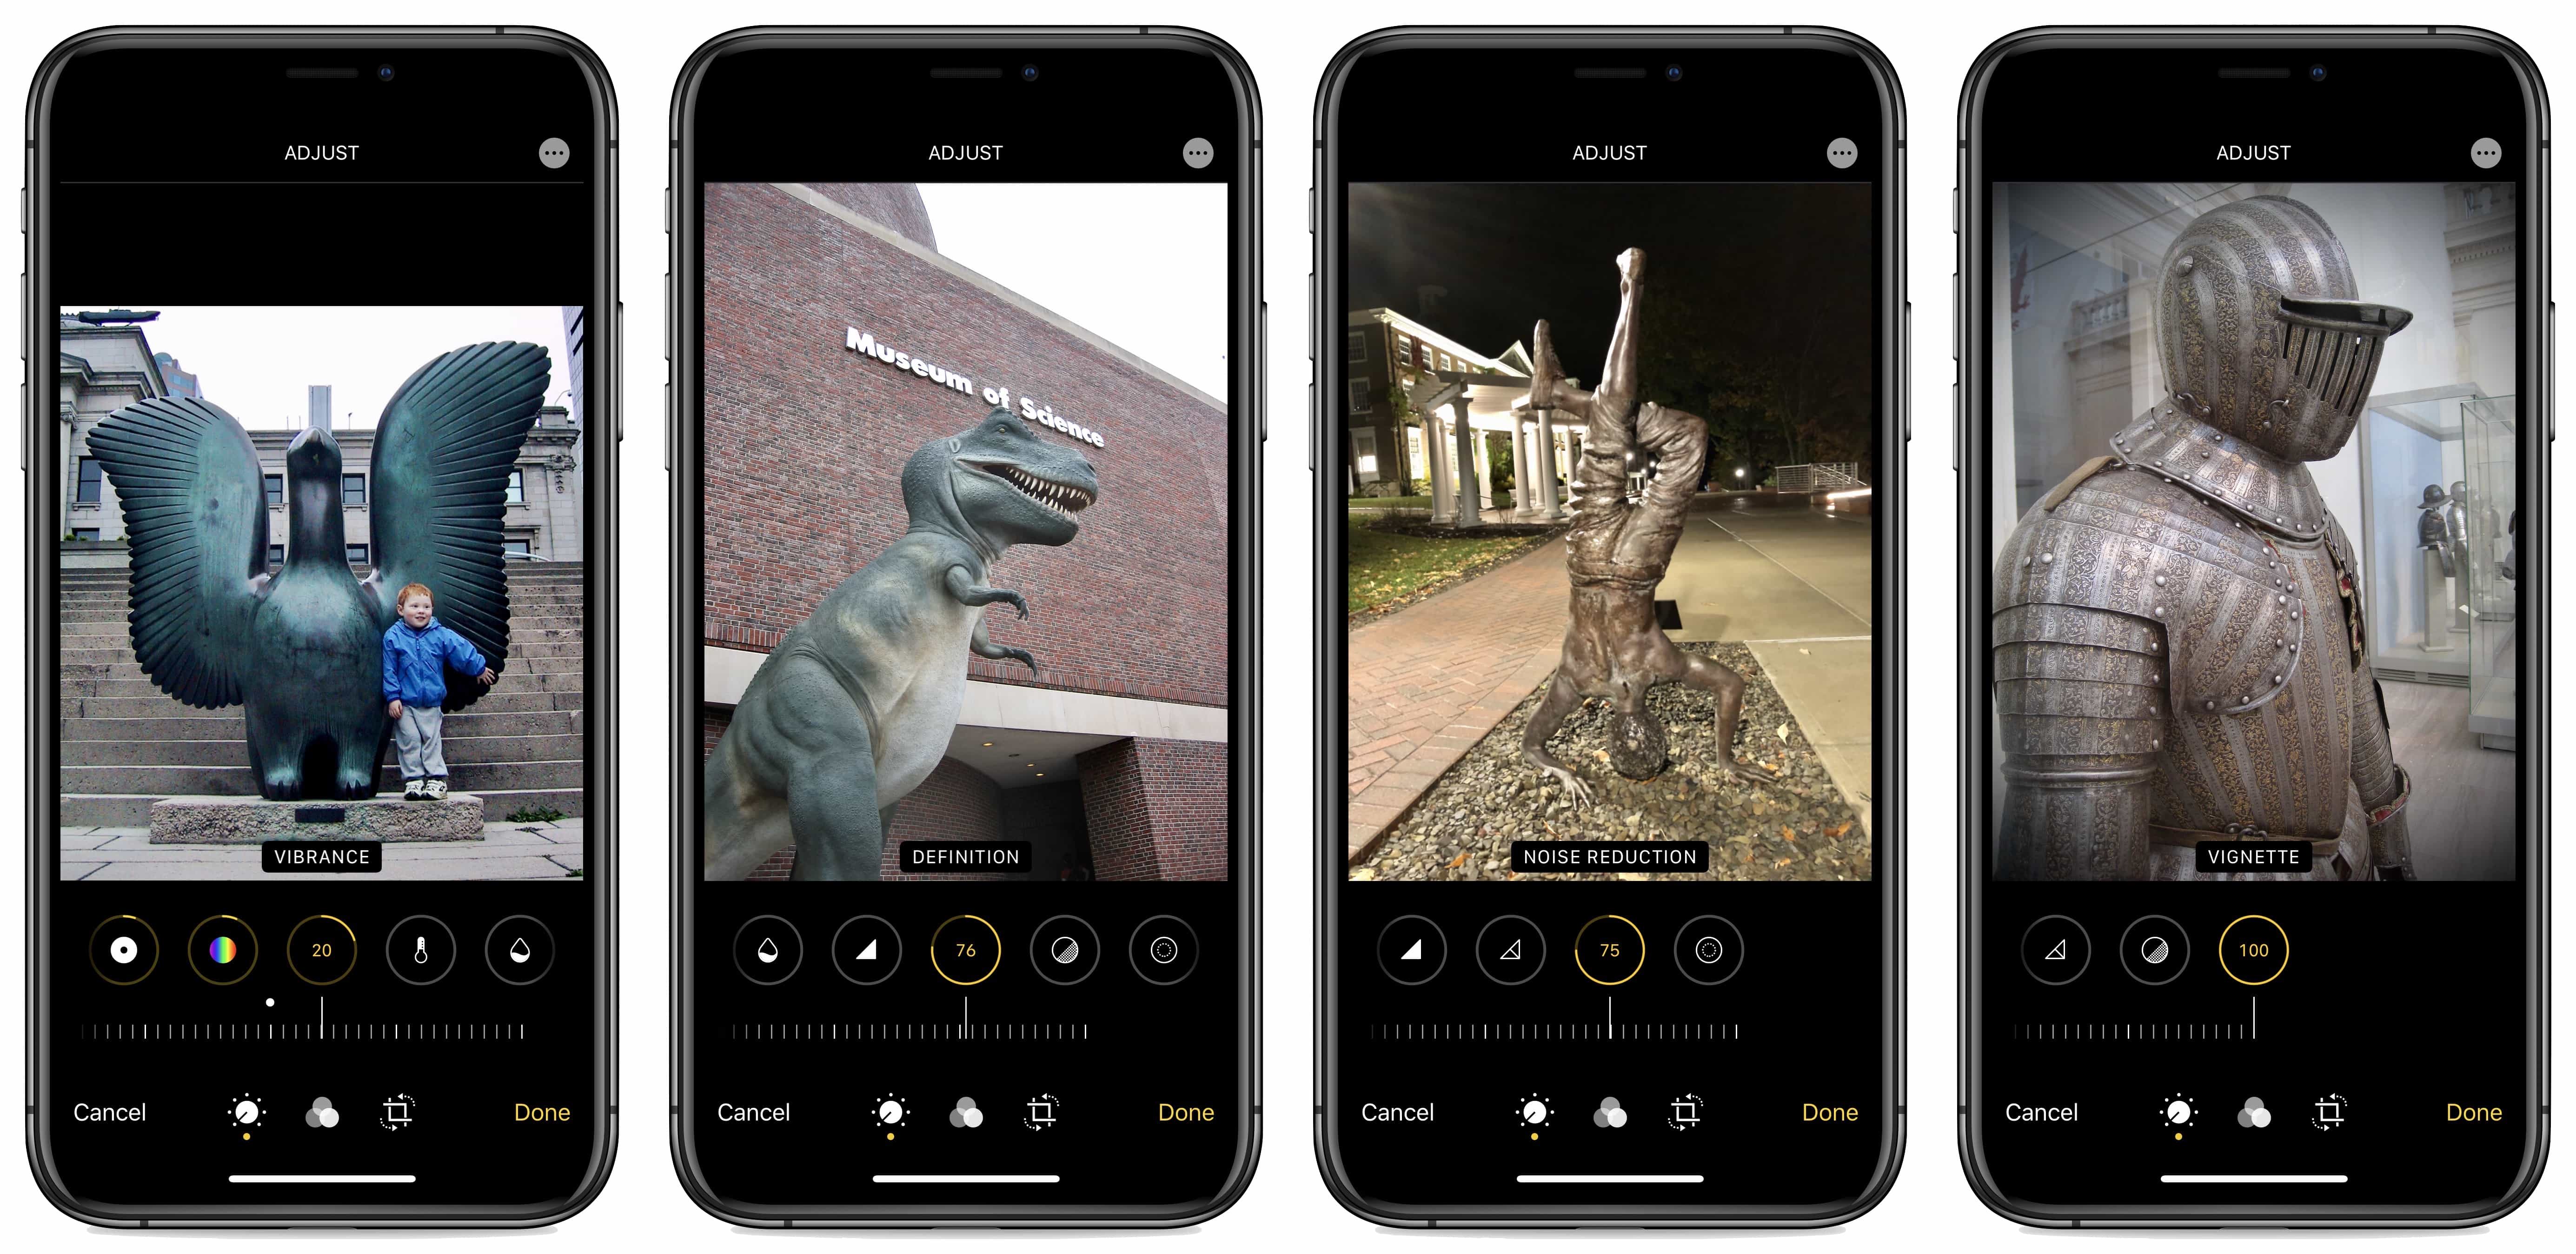 ADJUST
VIBRANCE
20
Cancel
Done
ADJUST
Museum of Science
DEFINITION
76
Cancel
Done
ADJUST
NOISE REDUCTION
75
Cancel
Done
ADJUST
VIGNETTE
100
Cancel
Done